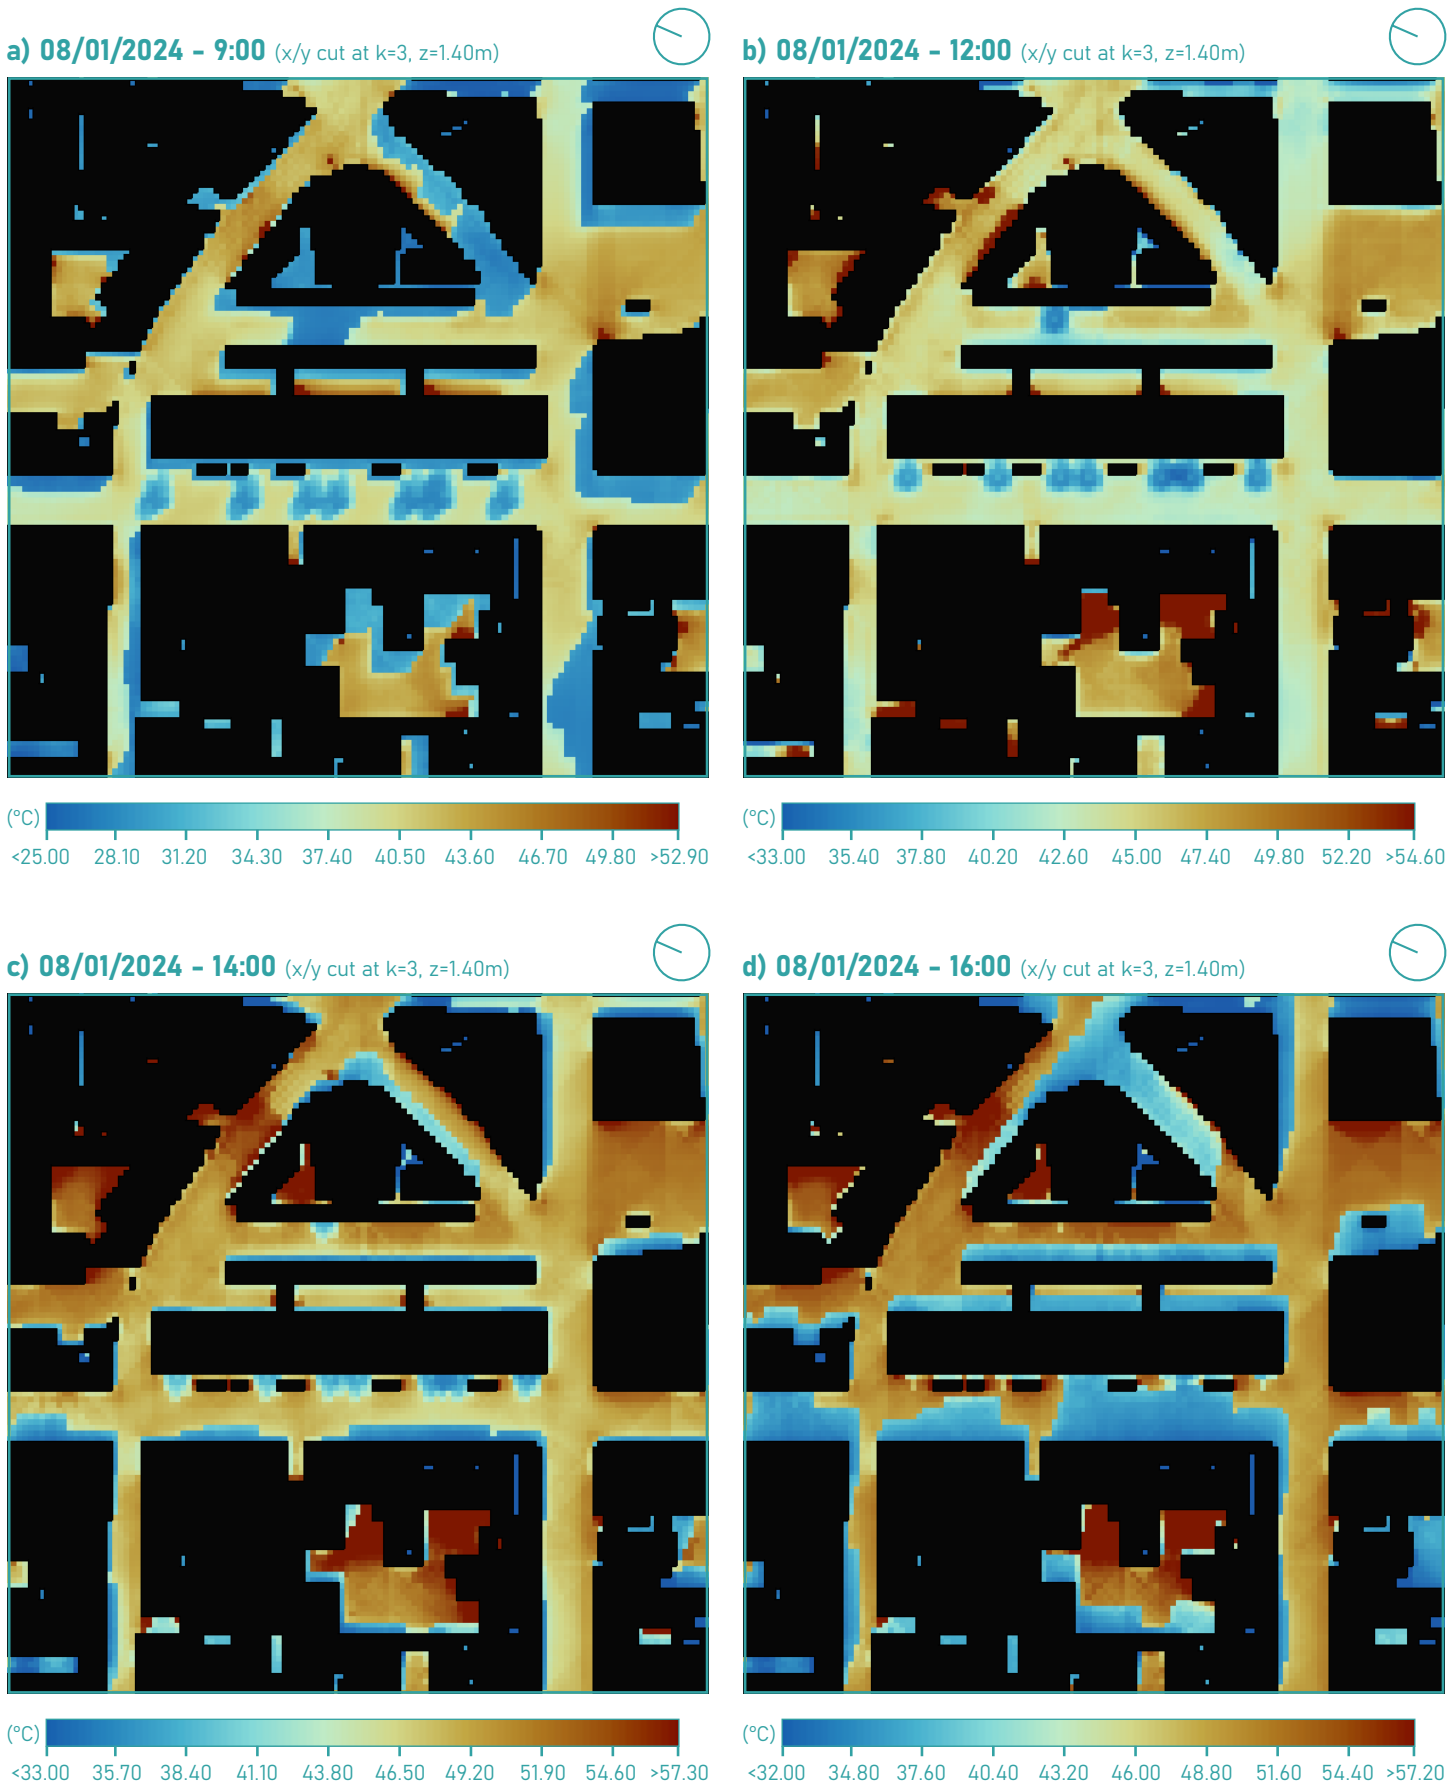 a) 08/01/2024 - 9:00 (x/y cut at k=3, z=1.40m)
b) 08/01/2024 - 12:00 (x/y cut at k=3, z=1.40m)
(°C)
<25.00 28.10 31.20 34.30 37.40 40.50 43.60 46.70 49.80 >52.90
(°C)
<33.00 35.40 37.80 40.20 42.60 45.00 47.40 49.80 52.20 >54.60
c) 08/01/2024 - 14:00 (x/y cut at k=3, z=1.40m)
d) 08/01/2024 - 16:00 (x/y cut at k=3, z=1.40m)
(°C)
<33.00 35.70 38.40 41.10 43.80 46.50 49.20 51.90 54.60 >57.30
(°C)
<32.00 34.80 37.60 40.40 43.20 46.00 48.80 51.60 54.40 >57.20